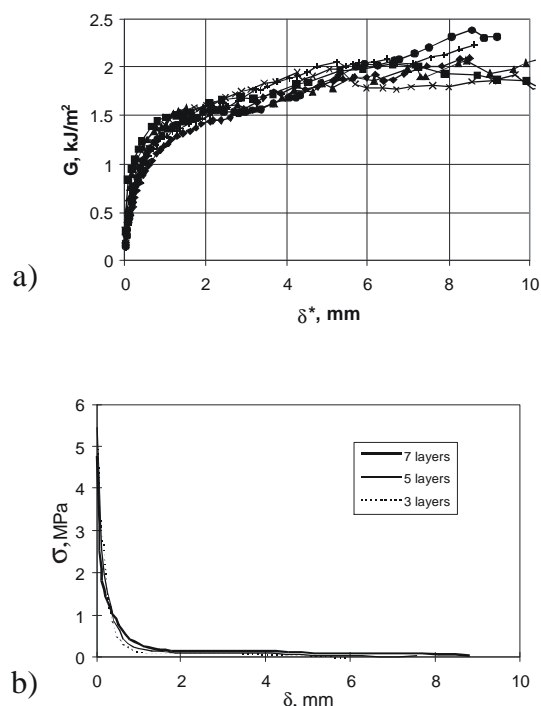 2.5
2
1.5
1
0.5
0
G, kJ/m²
0 2 4 6 8 10
δ*, mm
a)
6
5
4
3
2
1
0
σ, MPa
7 layers
5 layers
3 layers
0 2 4 6 8 10
δ, mm
b)